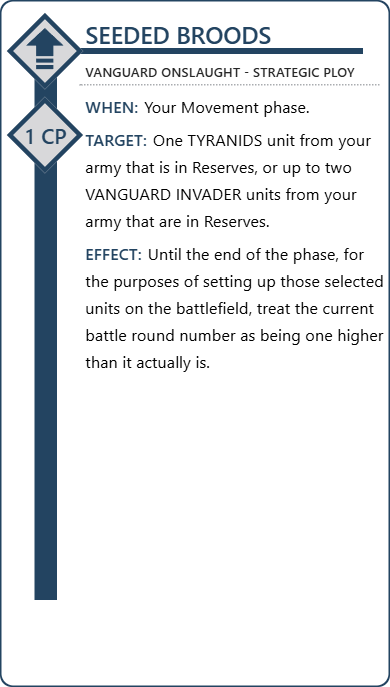 SEEDED BROODS
VANGUARD ONSLAUGHT - STRATEGIC PLOY
WHEN: Your Movement phase.
1 CP
TARGET: One TYRANIDS unit from your
army that is in Reserves, or up to two
VANGUARD INVADER units from your
army that are in Reserves.
EFFECT: Until the end of the phase, for
the purposes of setting up those selected
units on the battlefield, treat the current
battle round number as being one higher
than it actually is.